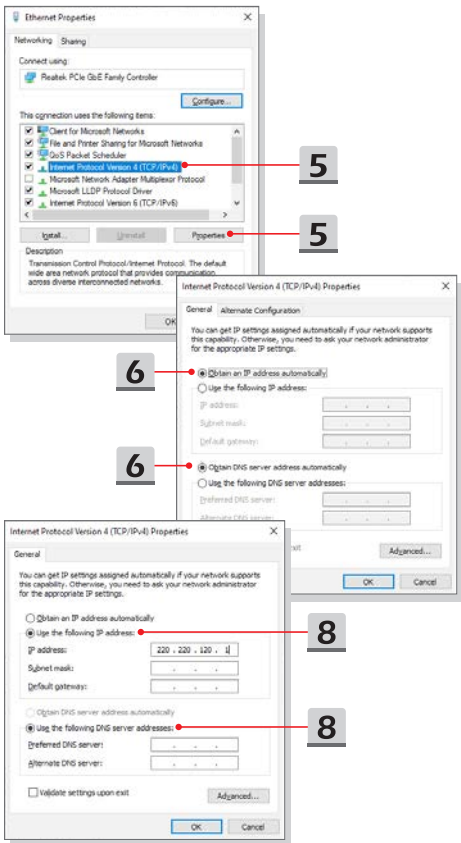 Ethernet Properties
Networking Sharing
Connect using:
Realtek PCIe GbE Family Controller
Configure...
This connection uses the following items:
Client for Microsoft Networks
File and Printer Sharing for Microsoft Networks
QoS Packet Scheduler
Internet Protocol Version 4 (TCP/IPv4)
5
Microsoft Network Adapter Multiplexor Protocol
Microsoft LLDP Protocol Driver
Internet Protocol Version 6 (TCP/IPv6)
Install... Uninstall Properties
5
Description
Transmission Control Protocol/Internet Protocol. The default
wide area network protocol that provides communication
across diverse interconnected networks.
OK
Internet Protocol Version 4 (TCP/IPv4) Properties
General Alternate Configuration
You can get IP settings assigned automatically if your network supports
this capability. Otherwise, you need to ask your network administrator
for the appropriate IP settings.
6
Obtain an IP address automatically
Use the following IP address:
IP address:
Subnet mask:
Default gateway:
6
Obtain DNS server address automatically
Use the following DNS server addresses:
Preferred DNS server:
Alternate DNS server:
exit
Advanced...
OK Cancel
Internet Protocol Version 4 (TCP/IPv4) Properties
General
You can get IP settings assigned automatically if your network supports
this capability. Otherwise, you need to ask your network administrator
for the appropriate IP settings.
Obtain an IP address automatically
Use the following IP address:
8
IP address: 220 . 220 . 120 . 1
Subnet mask: . . .
Default gateway: . . .
Obtain DNS server address automatically
Use the following DNS server addresses:
8
Preferred DNS server: . . .
Alternate DNS server: . . .
Validate settings upon exit
Advanced...
OK Cancel